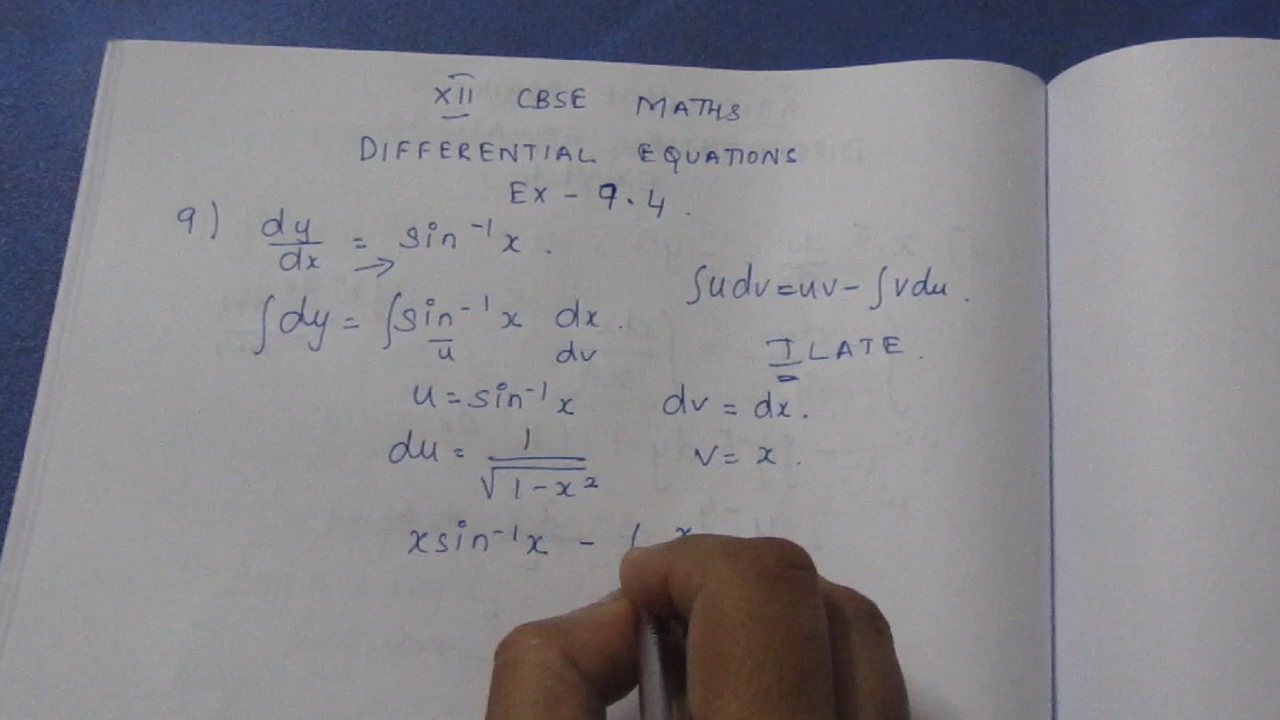 XII CBSE MATHS
DIFFERENTIAL EQUATIONS
EX - 9.4.
9) dy/dx = sin⁻¹x.
→
∫dy = ∫sin⁻¹x dx.
u dv
∫udv = uv - ∫vdu.
ILATE.
u = sin⁻¹x dv = dx.
du = 1/√1-x² v = x.
xsin⁻¹x - ∫ x